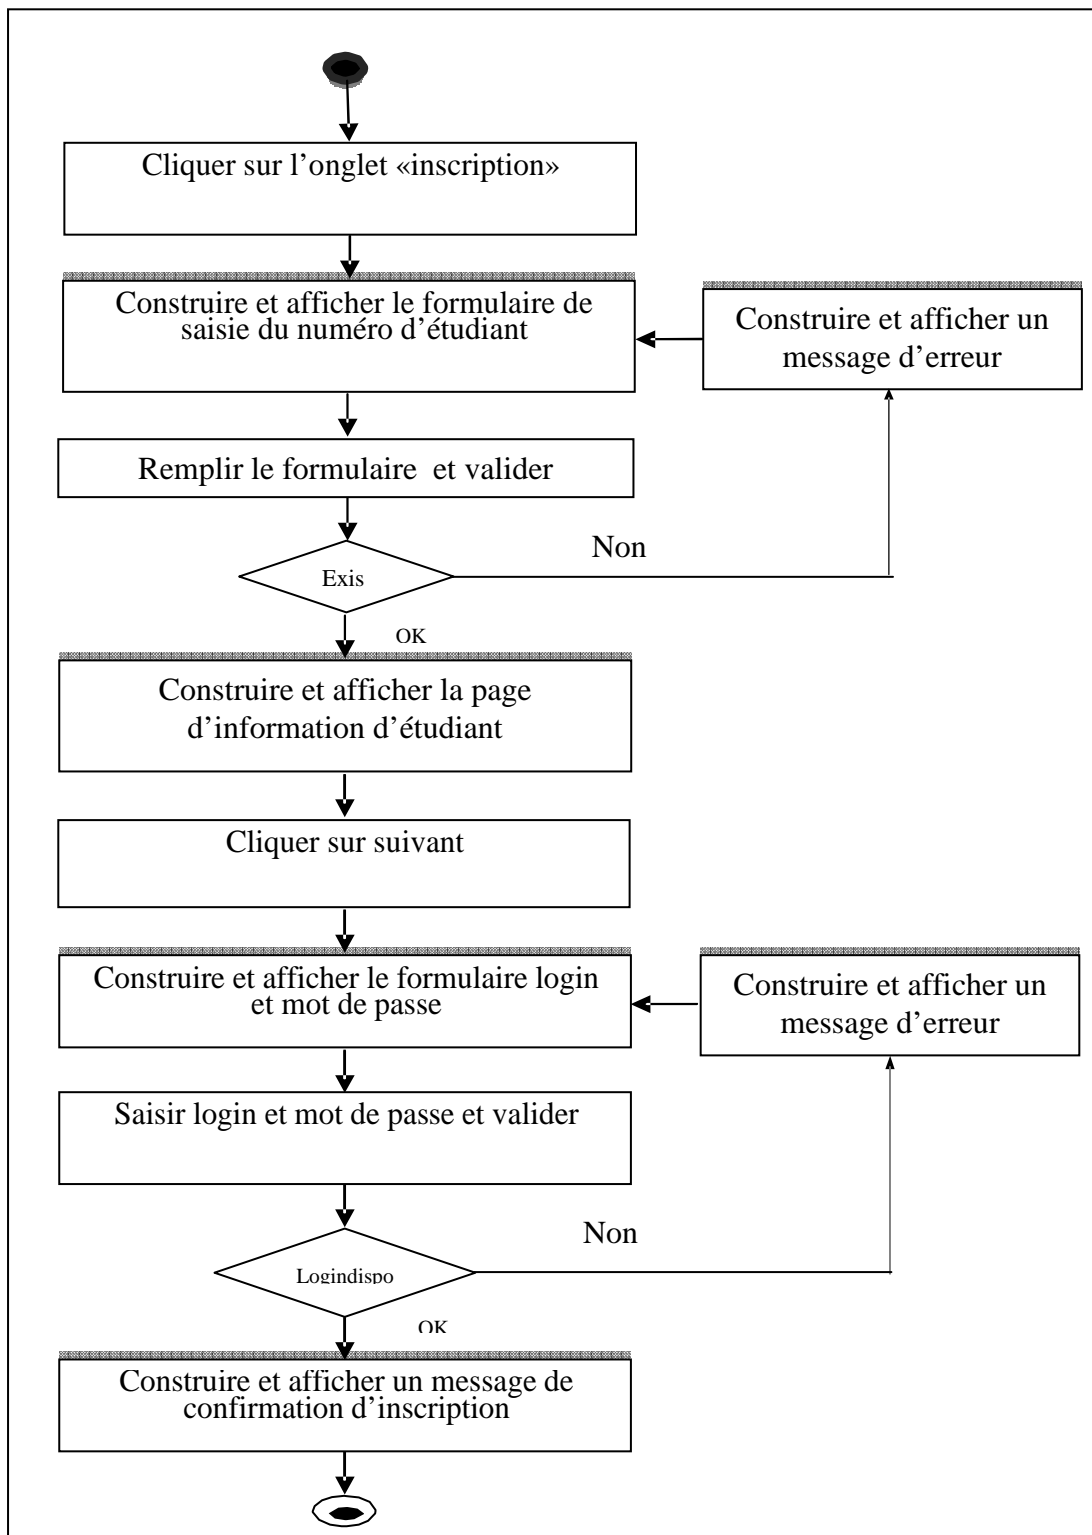 Cliquer sur l’onglet «inscription»
Construire et afficher le formulaire de
saisie du numéro d’étudiant
Construire et afficher un
message d’erreur
Remplir le formulaire  et valider
Non
Exis
OK
Construire et afficher la page
d’information d’étudiant
Cliquer sur suivant
Construire et afficher le formulaire login
et mot de passe
Construire et afficher un
message d’erreur
Saisir login et mot de passe et valider
Non
Logindispo
OK
Construire et afficher un message de
confirmation d’inscription